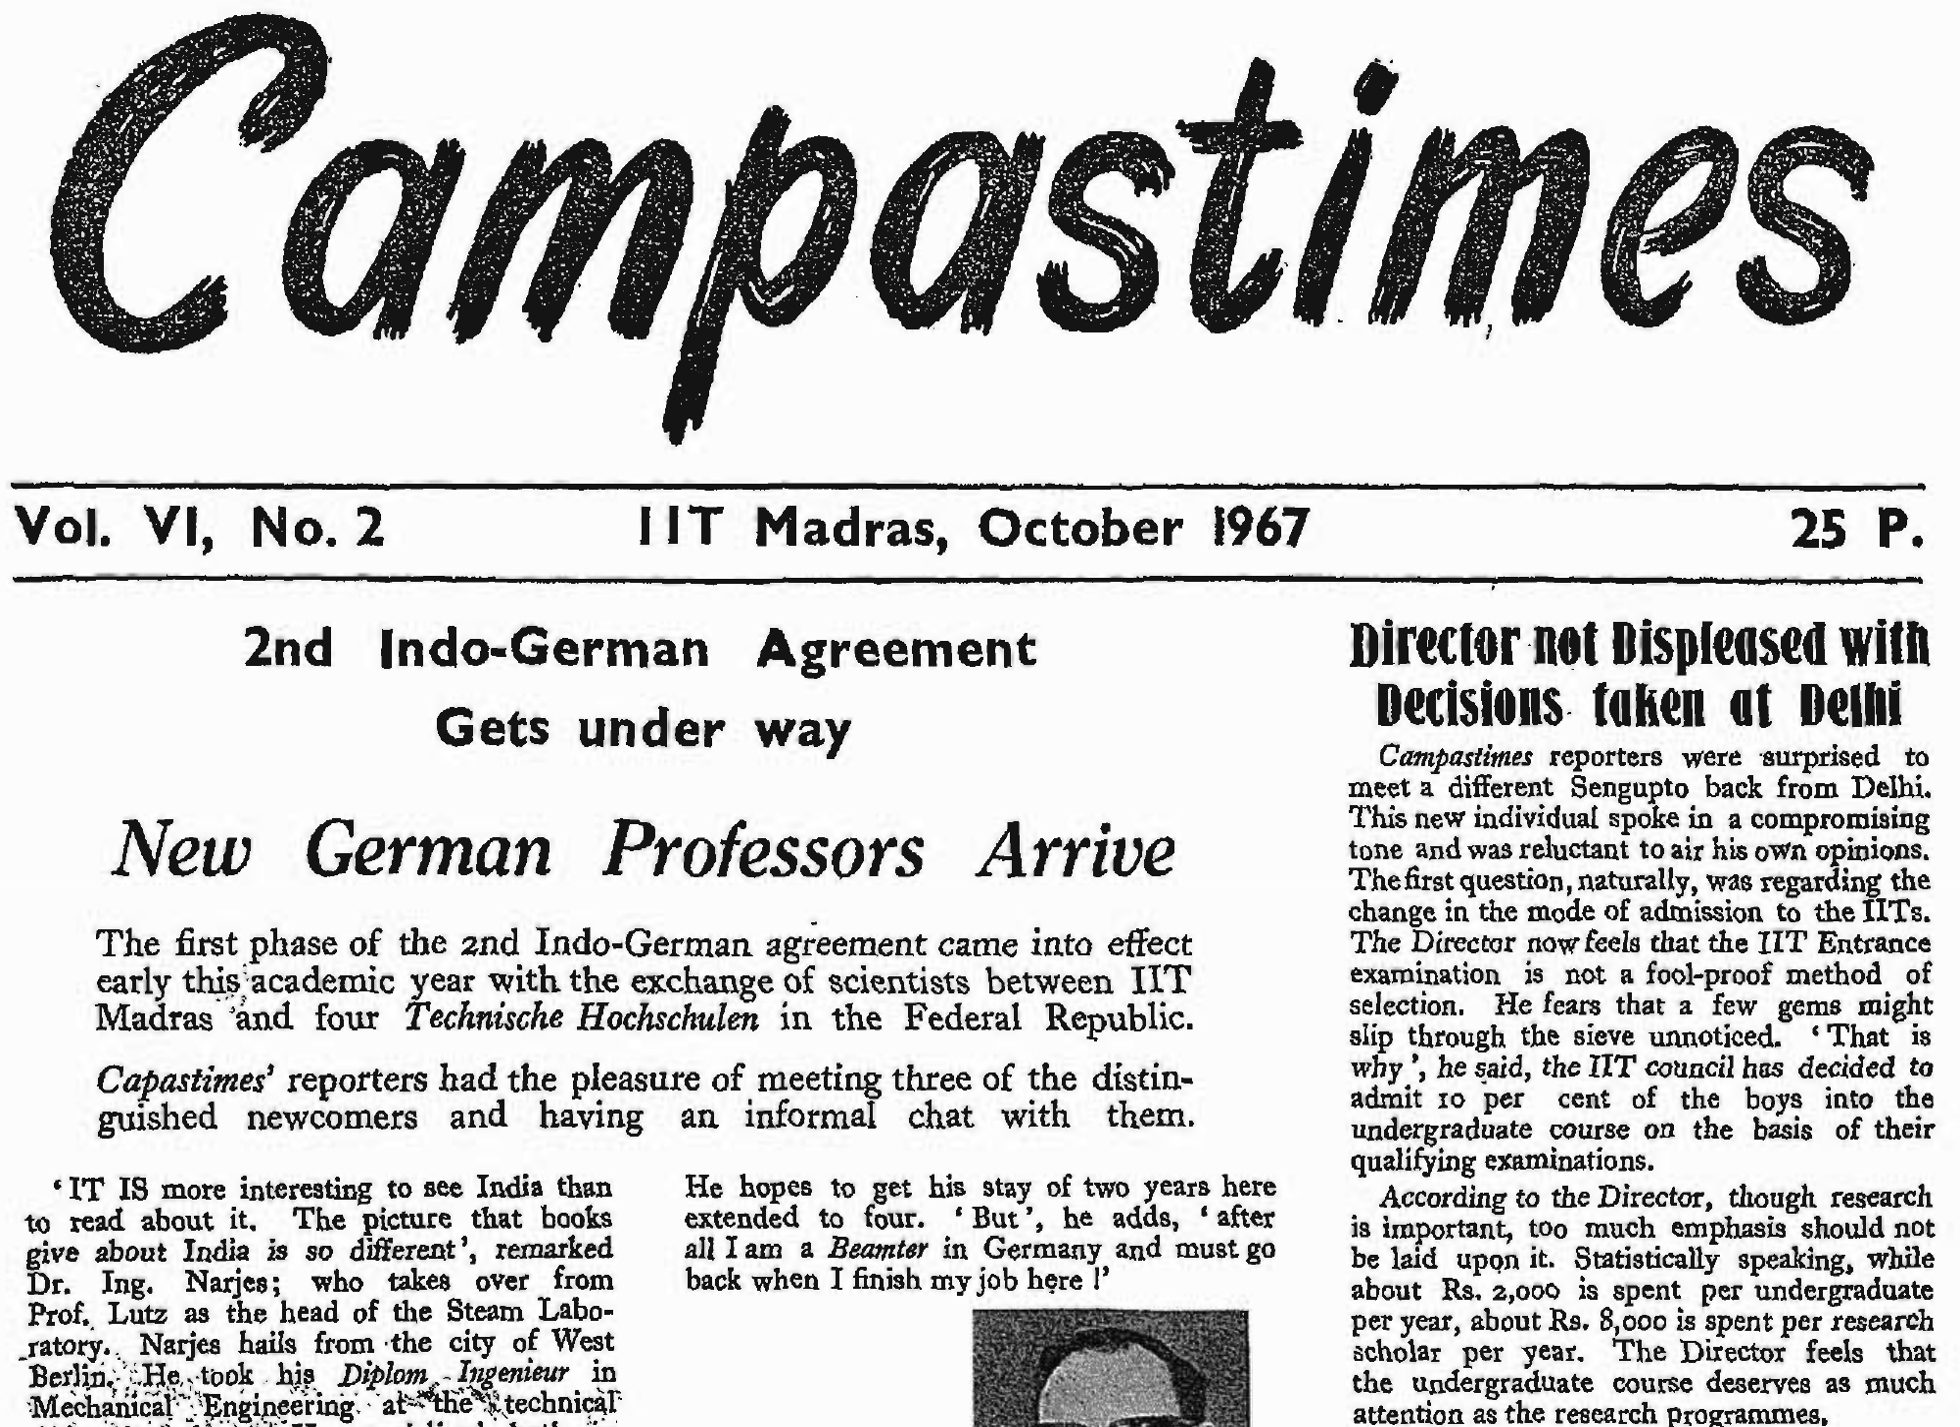 Campastimes
Vol. VI, No. 2 IIT Madras, October 1967 25 P.
2nd Indo-German Agreement
Gets under way
New German Professors Arrive
The first phase of the 2nd Indo-German agreement came into effect
early this academic year with the exchange of scientists between IIT
Madras and four Technische Hochschulen in the Federal Republic.
Capastimes' reporters had the pleasure of meeting three of the distin-
guished newcomers and having an informal chat with them.
'IT IS more interesting to see India than
to read about it. The picture that books
give about India is so different', remarked
Dr. Ing. Narjes; who takes over from
Prof. Lutz as the head of the Steam Labo-
ratory. Narjes hails from the city of West
Berlin. He took his Diplom Ingenieur in
Mechanical Engineering at the technical
He hopes to get his stay of two years here
extended to four. 'But', he adds, 'after
all I am a Beamter in Germany and must go
back when I finish my job here !'
Director not Displeased with
Decisions taken at Delhi
Campastimes reporters were surprised to
meet a different Sengupto back from Delhi.
This new individual spoke in a compromising
tone and was reluctant to air his own opinions.
The first question, naturally, was regarding the
change in the mode of admission to the IITs.
The Director now feels that the IIT Entrance
examination is not a fool-proof method of
selection. He fears that a few gems might
slip through the sieve unnoticed. 'That is
why', he said, the IIT council has decided to
admit 10 per cent of the boys into the
undergraduate course on the basis of their
qualifying examinations.
According to the Director, though research
is important, too much emphasis should not
be laid upon it. Statistically speaking, while
about Rs. 2,000 is spent per undergraduate
per year, about Rs. 8,000 is spent per research
scholar per year. The Director feels that
the undergraduate course deserves as much
attention as the research programmes.